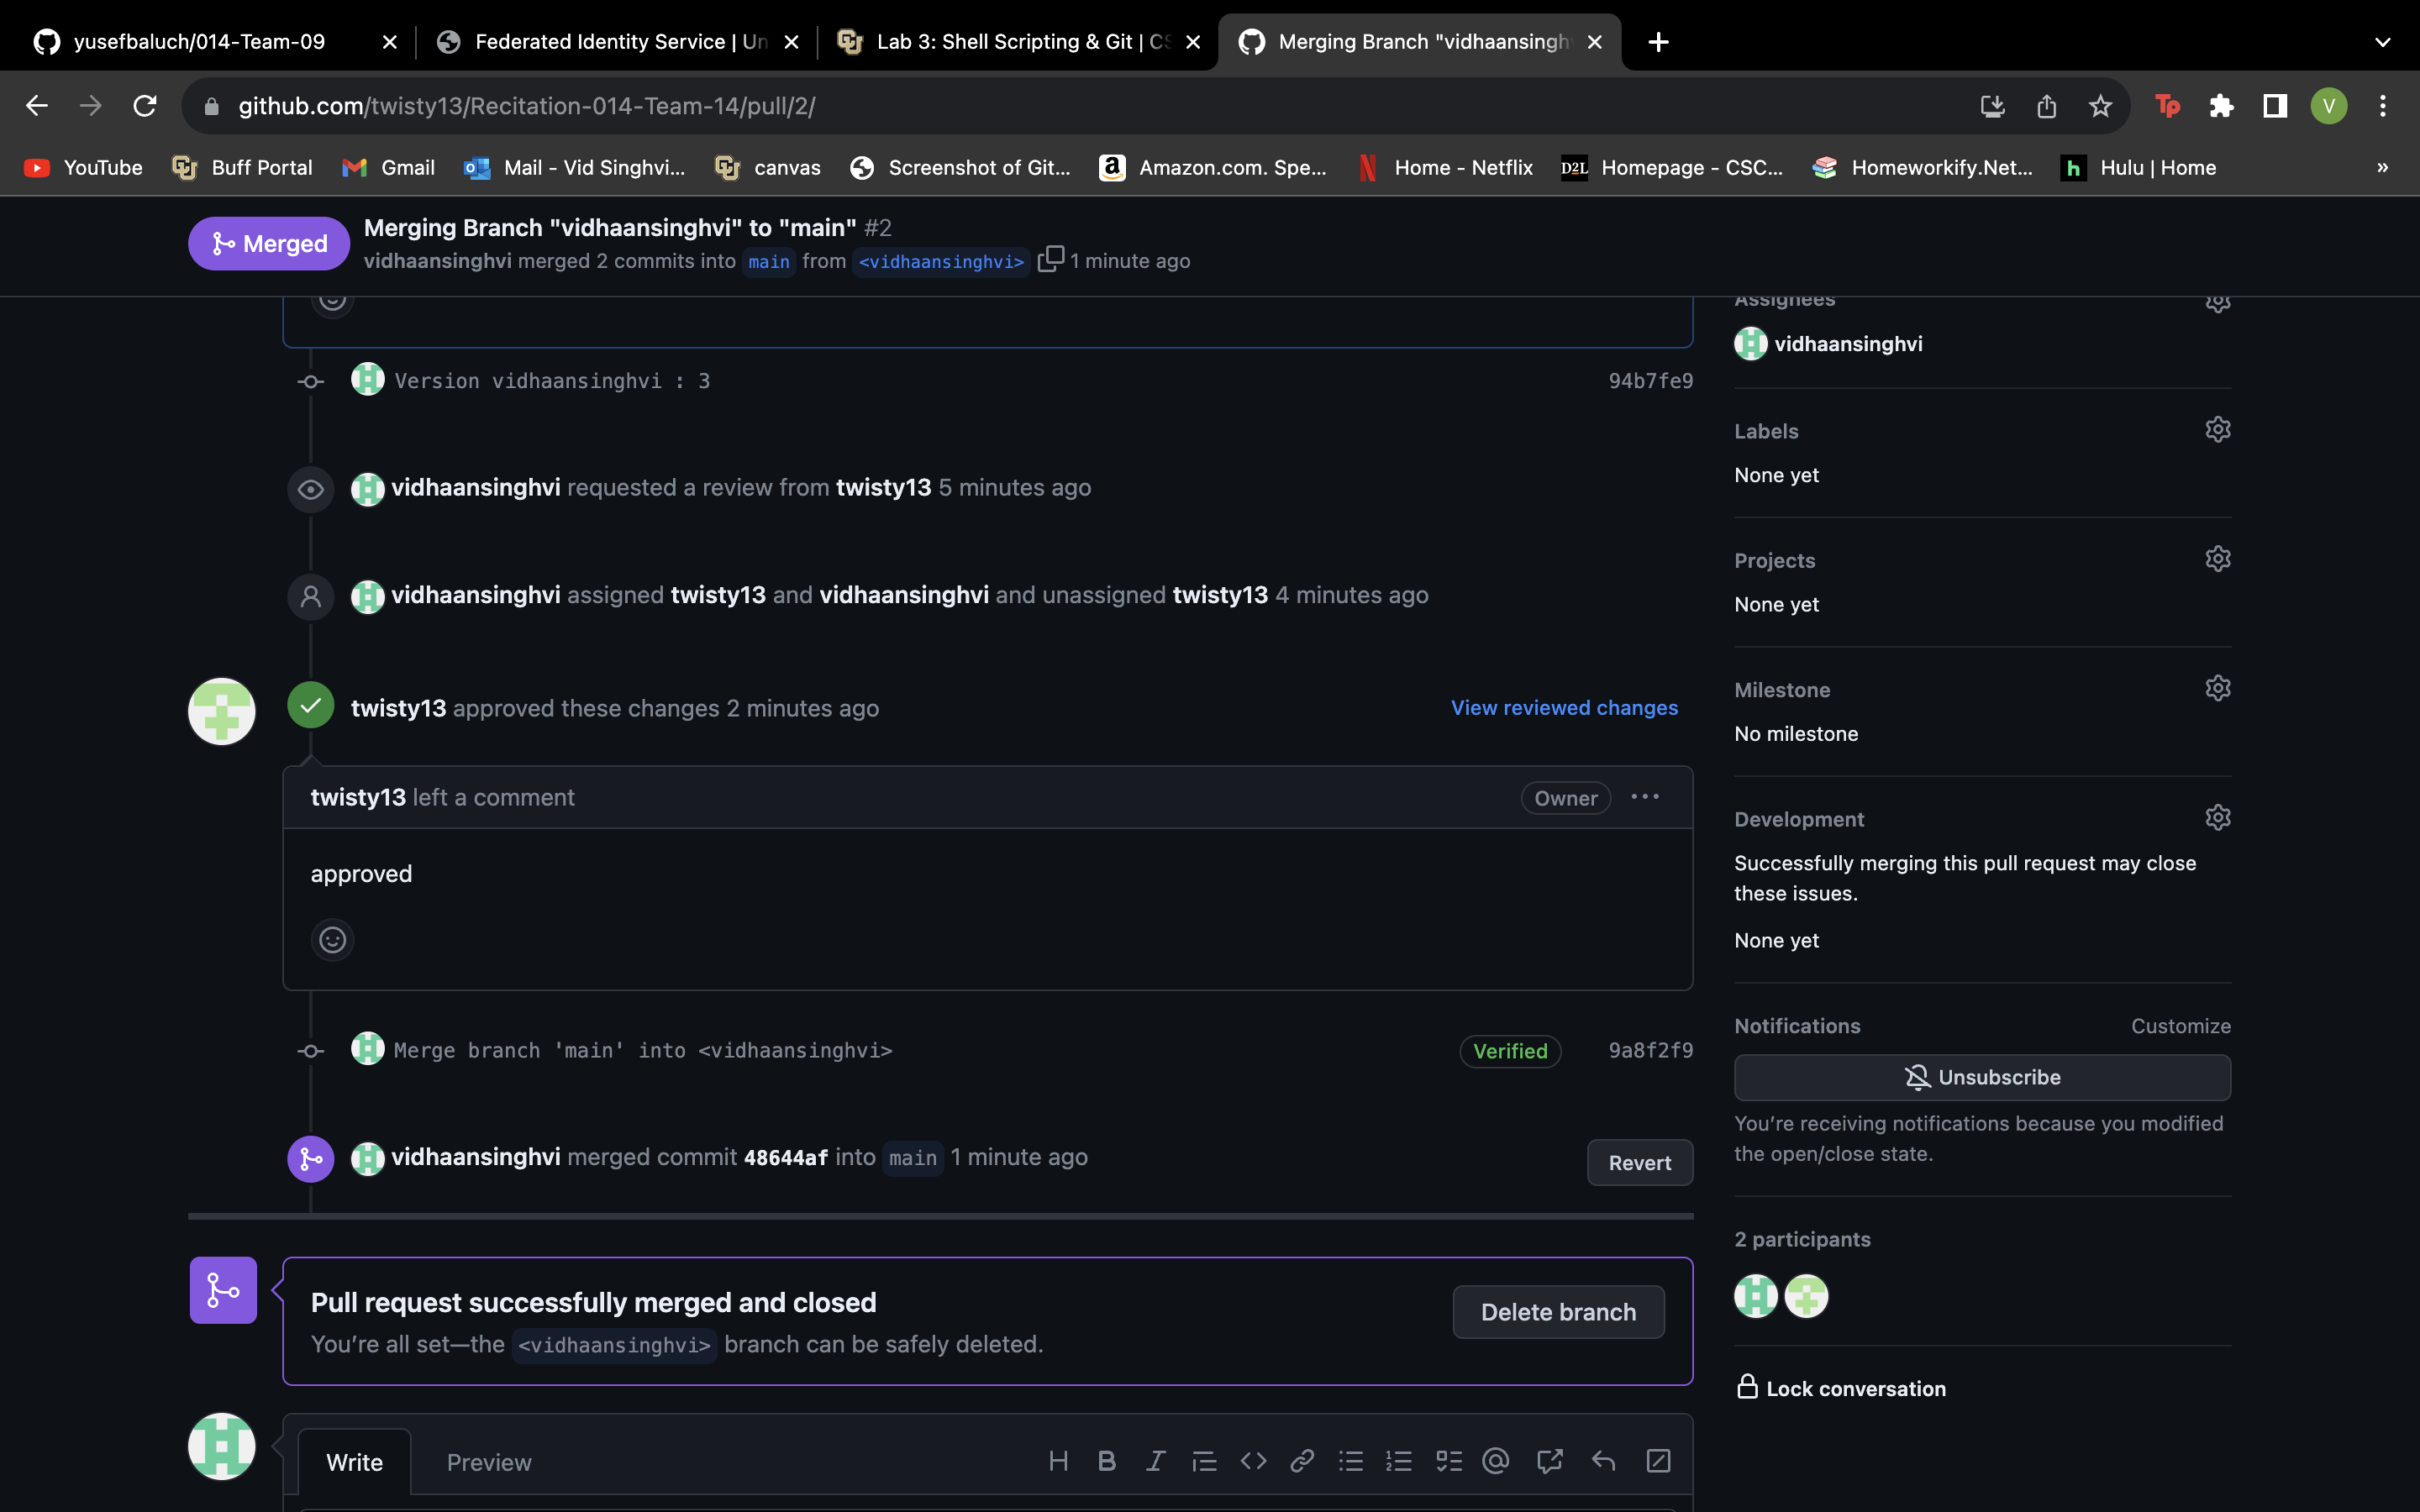 yusefbaluch/014-Team-09
Federated Identity Service | Un
Lab 3: Shell Scripting & Git | CS
Merging Branch "vidhaansingh
github.com/twisty13/Recitation-014-Team-14/pull/2/
Tp
V
YouTube
Buff Portal
Gmail
Mail - Vid Singhvi...
canvas
Screenshot of Git...
Amazon.com. Spe...
Home - Netflix
D2L
Homepage - CSC...
Homeworkify.Net...
Hulu | Home
»
Merged
Merging Branch "vidhaansinghvi" to "main" #2
vidhaansinghvi merged 2 commits into main from <vidhaansinghvi> 1 minute ago
Version vidhaansinghvi : 3 94b7fe9
vidhaansinghvi requested a review from twisty13 5 minutes ago
vidhaansinghvi assigned twisty13 and vidhaansinghvi and unassigned twisty13 4 minutes ago
twisty13 approved these changes 2 minutes ago
View reviewed changes
twisty13 left a comment
Owner
approved
Merge branch 'main' into <vidhaansinghvi>
Verified
9a8f2f9
vidhaansinghvi merged commit 48644af into main 1 minute ago
Revert
Pull request successfully merged and closed
You're all set—the <vidhaansinghvi> branch can be safely deleted.
Delete branch
Write
Preview
Assignees
vidhaansinghvi
Labels
None yet
Projects
None yet
Milestone
No milestone
Development
Successfully merging this pull request may close
these issues.
None yet
Notifications
Customize
Unsubscribe
You're receiving notifications because you modified
the open/close state.
2 participants
Lock conversation